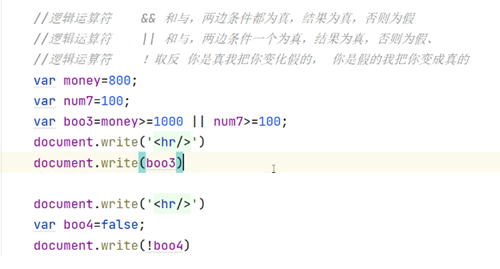 //逻辑运算符 && 和与，两边条件都为真，结果为真，否则为假
//逻辑运算符 || 和与，两边条件一个为真，结果为真，否则为假、
//逻辑运算符 ！取反 你是真我把你变化假的， 你是假的我把你变成真的
var money=800;
var num7=100;
var boo3=money>=1000 || num7>=100;
document.write('<hr/>')
document.write(boo3)
document.write('<hr/>')
var boo4=false;
document.write(!boo4)